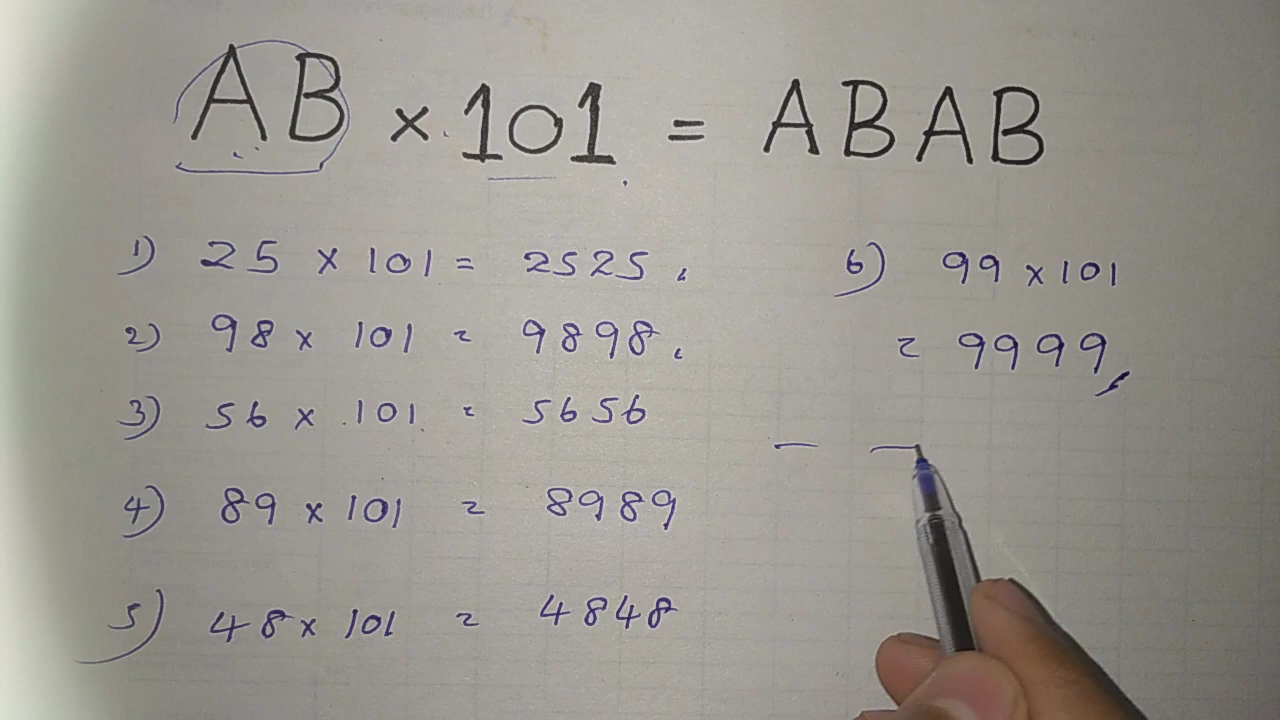 AB × 101 = ABAB
1) 25 × 101 = 2525
2) 98 × 101 = 9898
3) 56 × 101 = 5656
4) 89 × 101 = 8989
5) 48 × 101 = 4848
6) 99 × 101
= 9999